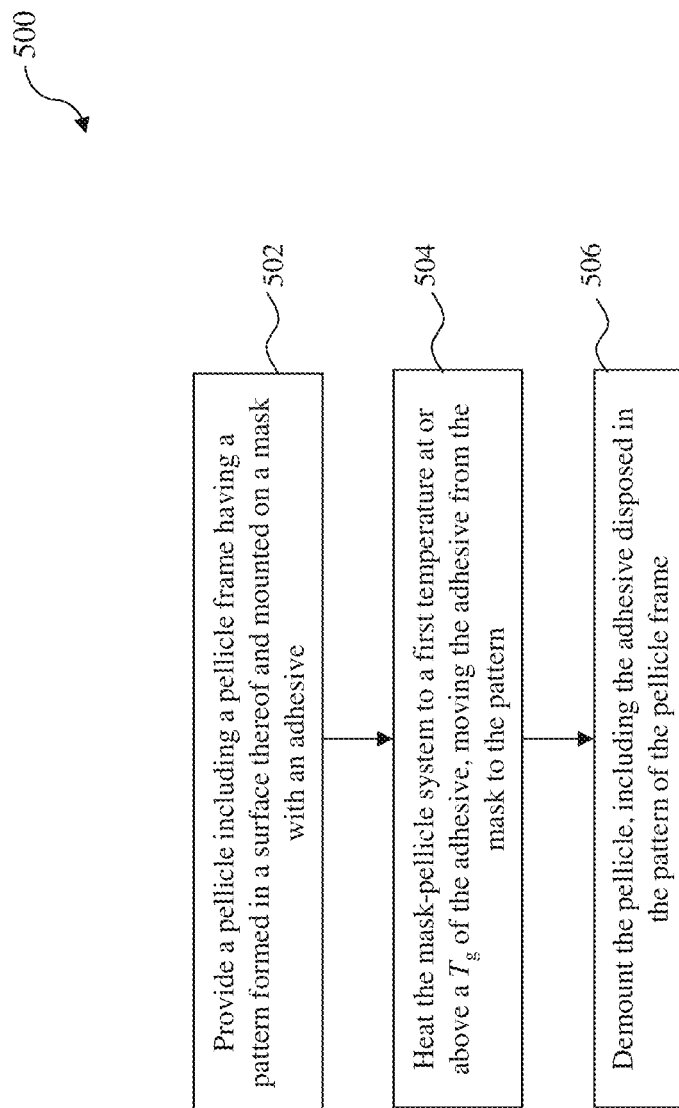 500
Provide a pellicle including a pellicle frame having a
pattern formed in a surface thereof and mounted on a mask
with an adhesive
502
Heat the mask-pellicle system to a first temperature at or
above a Tg of the adhesive, moving the adhesive from the
mask to the pattern
504
Demount the pellicle, including the adhesive disposed in
the pattern of the pellicle frame
506